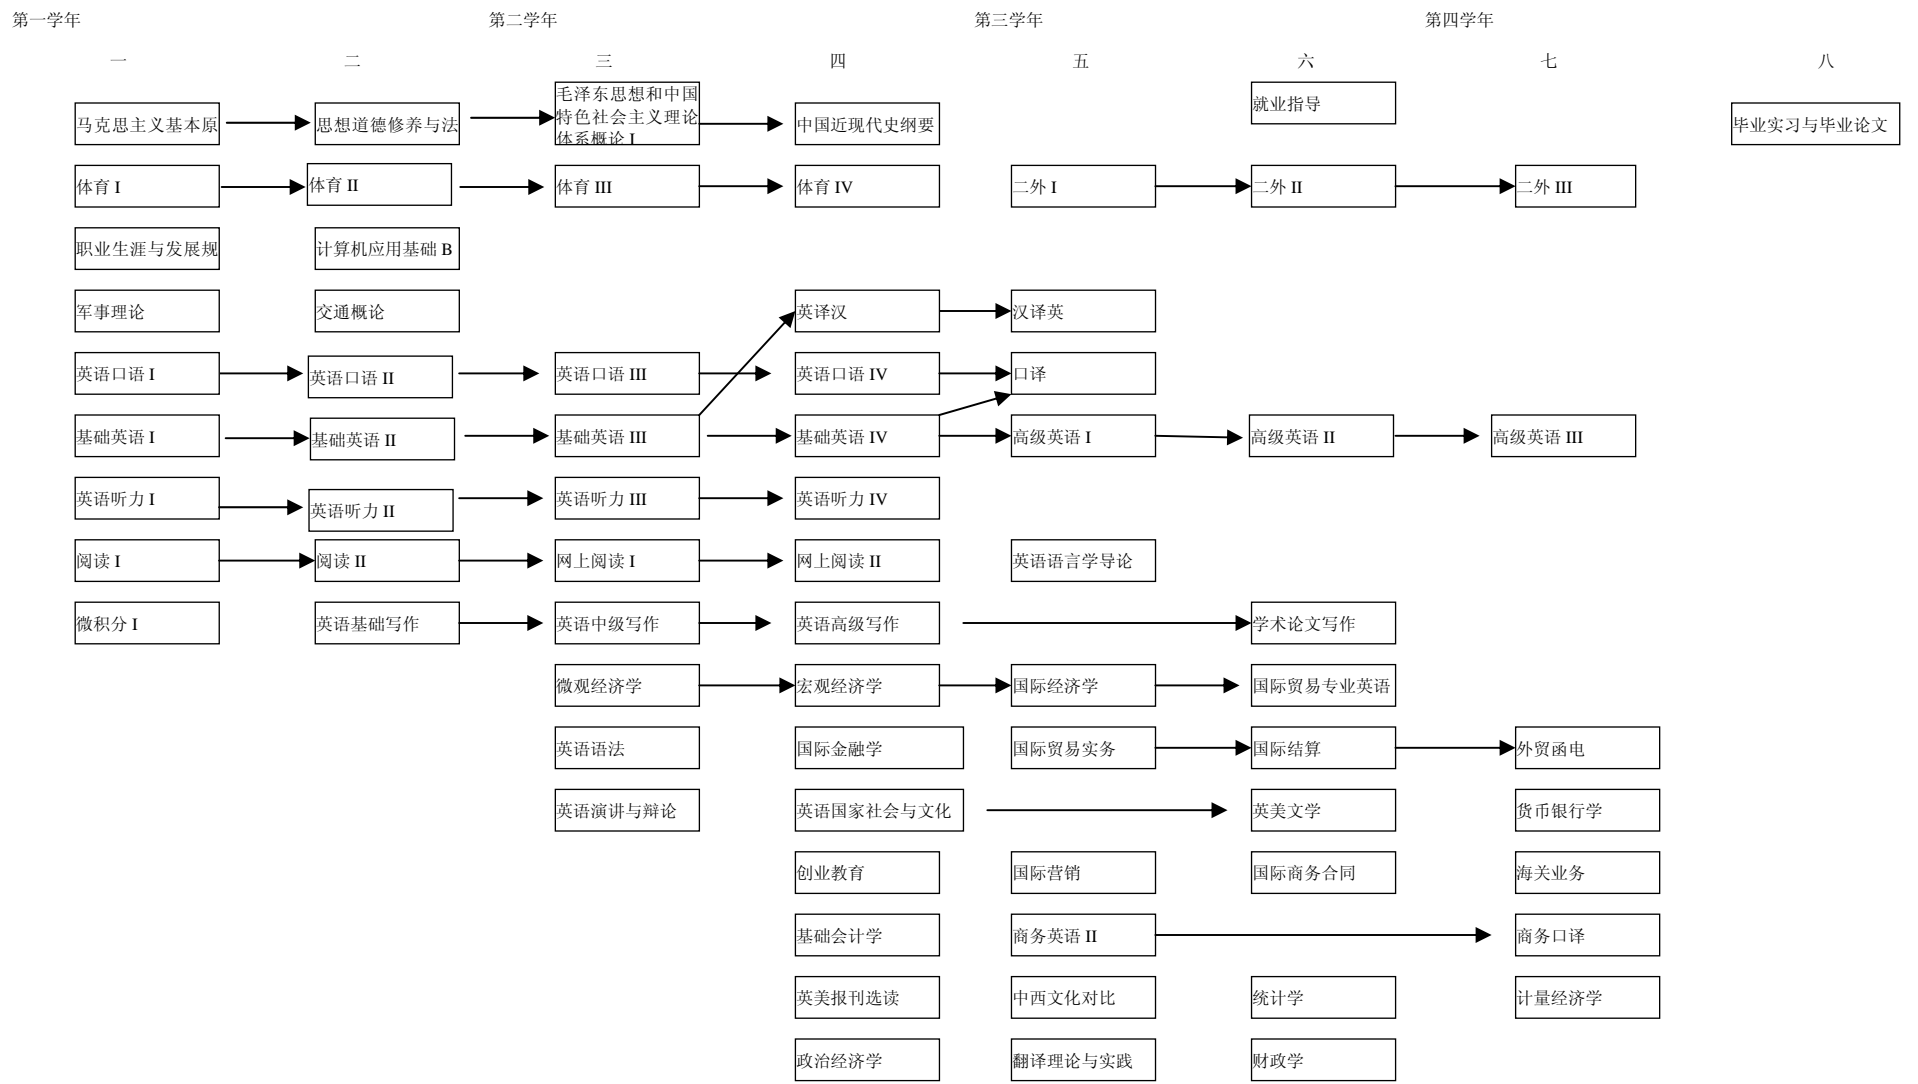 第一学年 第二学年 第三学年 第四学年
一 二 三 四 五 六 七 八
毛泽东思想和中国
特色社会主义理论
体系概论 I
就业指导
马克思主义基本原 思想道德修养与法 中国近现代史纲要 毕业实习与毕业论文
体育 I 体育 II 体育 III 体育 IV 二外 I 二外 II 二外 III
职业生涯与发展规 计算机应用基础 B
军事理论 交通概论 英译汉 汉译英
英语口语 I 英语口语 II 英语口语 III 英语口语 IV 口译
基础英语 I 基础英语 II 基础英语 III 基础英语 IV 高级英语 I 高级英语 II 高级英语 III
英语听力 I 英语听力 II 英语听力 III 英语听力 IV
阅读 I 阅读 II 网上阅读 I 网上阅读 II 英语语言学导论
微积分 I 英语基础写作 英语中级写作 英语高级写作 学术论文写作
微观经济学 宏观经济学 国际经济学 国际贸易专业英语
英语语法 国际金融学 国际贸易实务 国际结算 外贸函电
英语演讲与辩论 英语国家社会与文化 英美文学 货币银行学
创业教育 国际营销 国际商务合同 海关业务
基础会计学 商务英语 II 商务口译
英美报刊选读 中西文化对比 统计学 计量经济学
政治经济学 翻译理论与实践 财政学